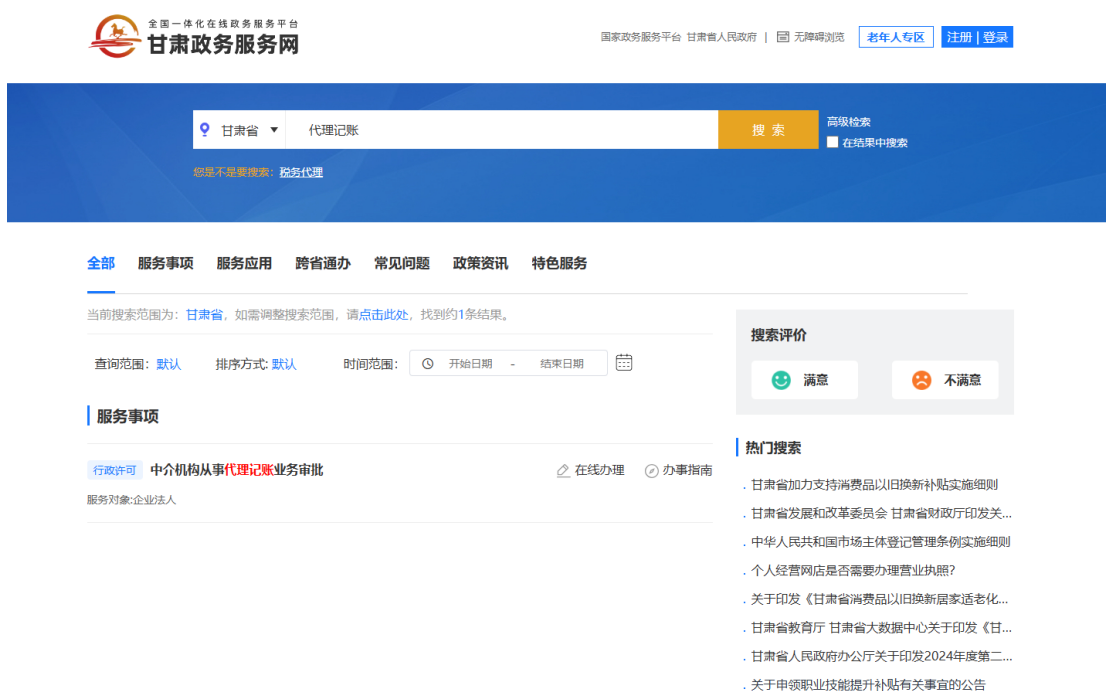 全国一体化在线政务服务平台
甘肃政务服务网
国家政务服务平台 甘肃省人民政府 | 无障碍浏览 老年人专区 注册 | 登录
甘肃省 代理记账 搜 索 高级检索
在结果中搜索
您是不是要搜索：税务代理
全部 服务事项 服务应用 跨省通办 常见问题 政策资讯 特色服务
当前搜索范围为：甘肃省，如需调整搜索范围，请点击此处，找到约1条结果。
查询范围：默认 排序方式:默认 时间范围： 开始日期 - 结束日期
服务事项
行政许可 中介机构从事代理记账业务审批 在线办理 办事指南
服务对象:企业法人
搜索评价
满意 不满意
热门搜索
. 甘肃省加力支持消费品以旧换新补贴实施细则
. 甘肃省发展和改革委员会 甘肃省财政厅印发关...
. 中华人民共和国市场主体登记管理条例实施细则
. 个人经营网店是否需要办理营业执照？
. 关于印发《甘肃省消费品以旧换新居家适老化...
. 甘肃省教育厅 甘肃省大数据中心关于印发《甘...
. 甘肃省人民政府办公厅关于印发2024年度第二...
. 关于申领职业技能提升补贴有关事宜的公告